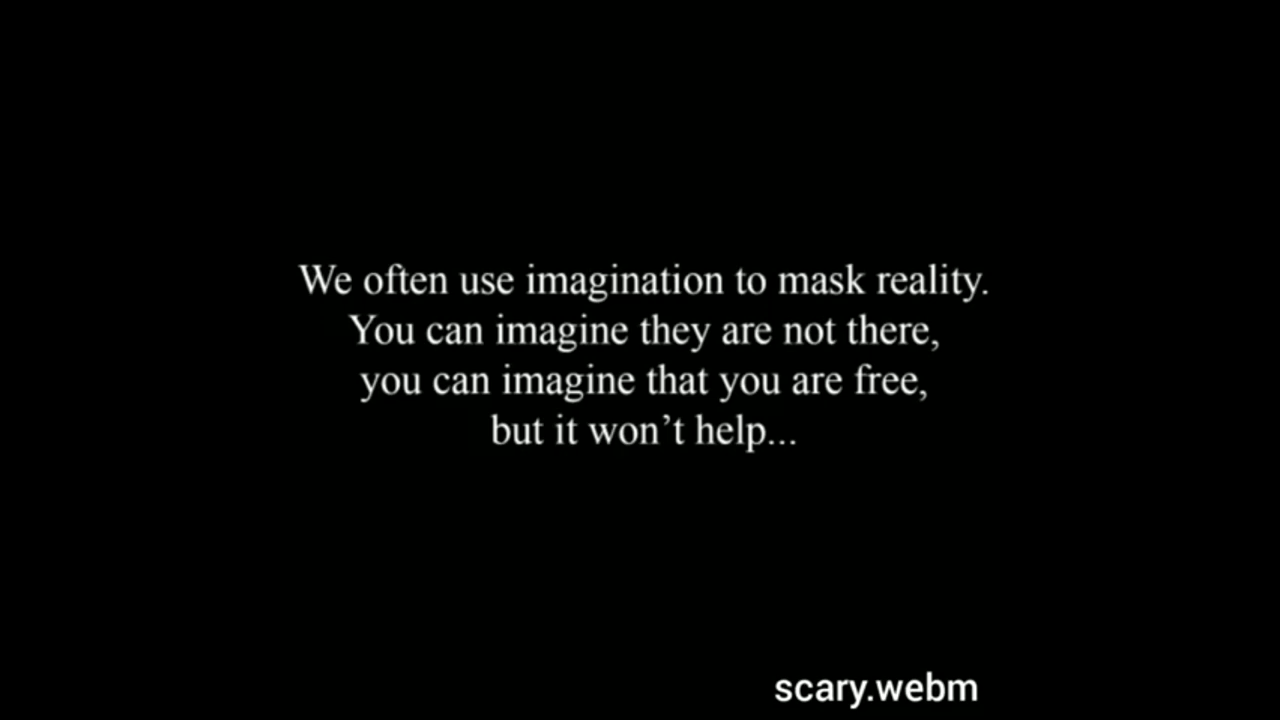 We often use imagination to mask reality.
You can imagine they are not there,
you can imagine that you are free,
but it won’t help...
scary.webm